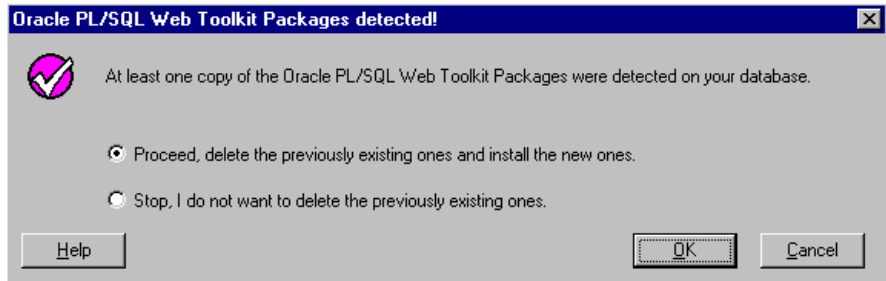 Oracle PL/SQL Web Toolkit Packages detected!
At least one copy of the Oracle PL/SQL Web Toolkit Packages were detected on your database.
Proceed, delete the previously existing ones and install the new ones.
Stop, I do not want to delete the previously existing ones.
Help OK Cancel